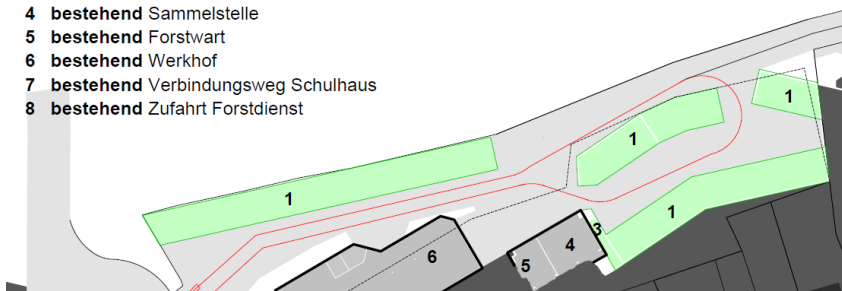 4 bestehend Sammelstelle
5 bestehend Forstwart
6 bestehend Werkhof
7 bestehend Verbindungsweg Schulhaus
8 bestehend Zufahrt Forstdienst
1
1
1
1
3
4
6
5